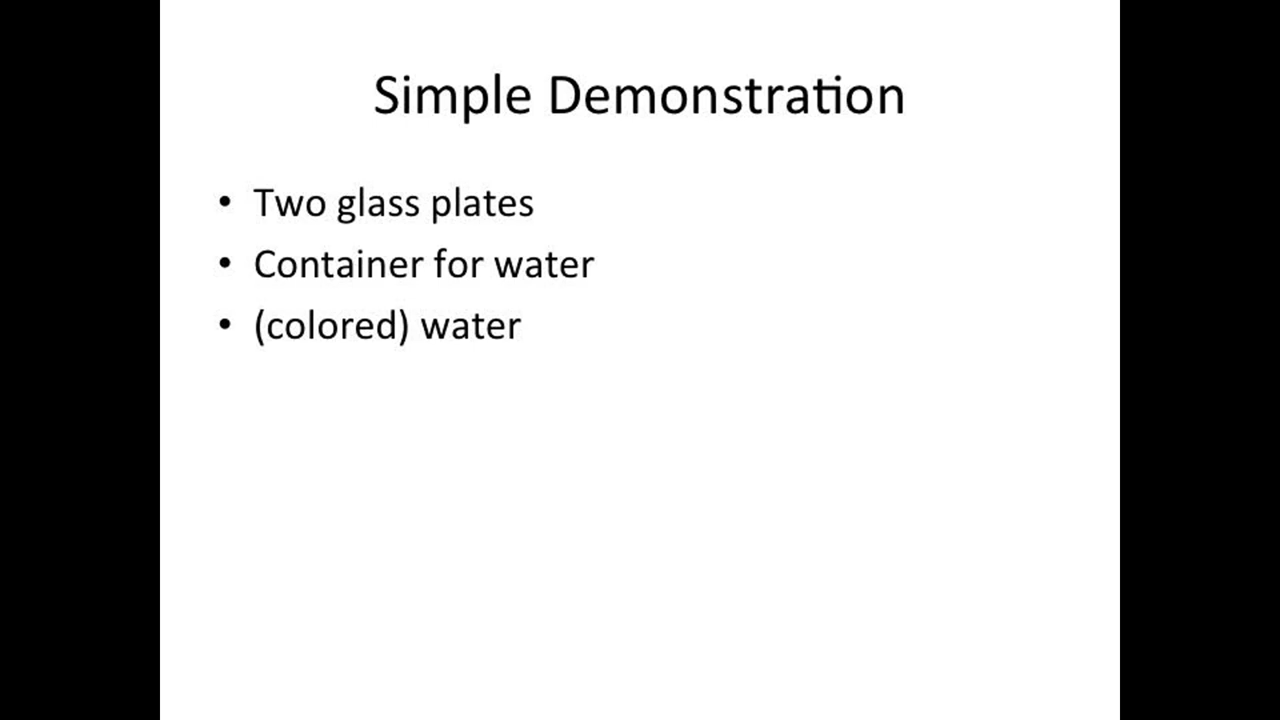 Simple Demonstration
• Two glass plates
• Container for water
• (colored) water